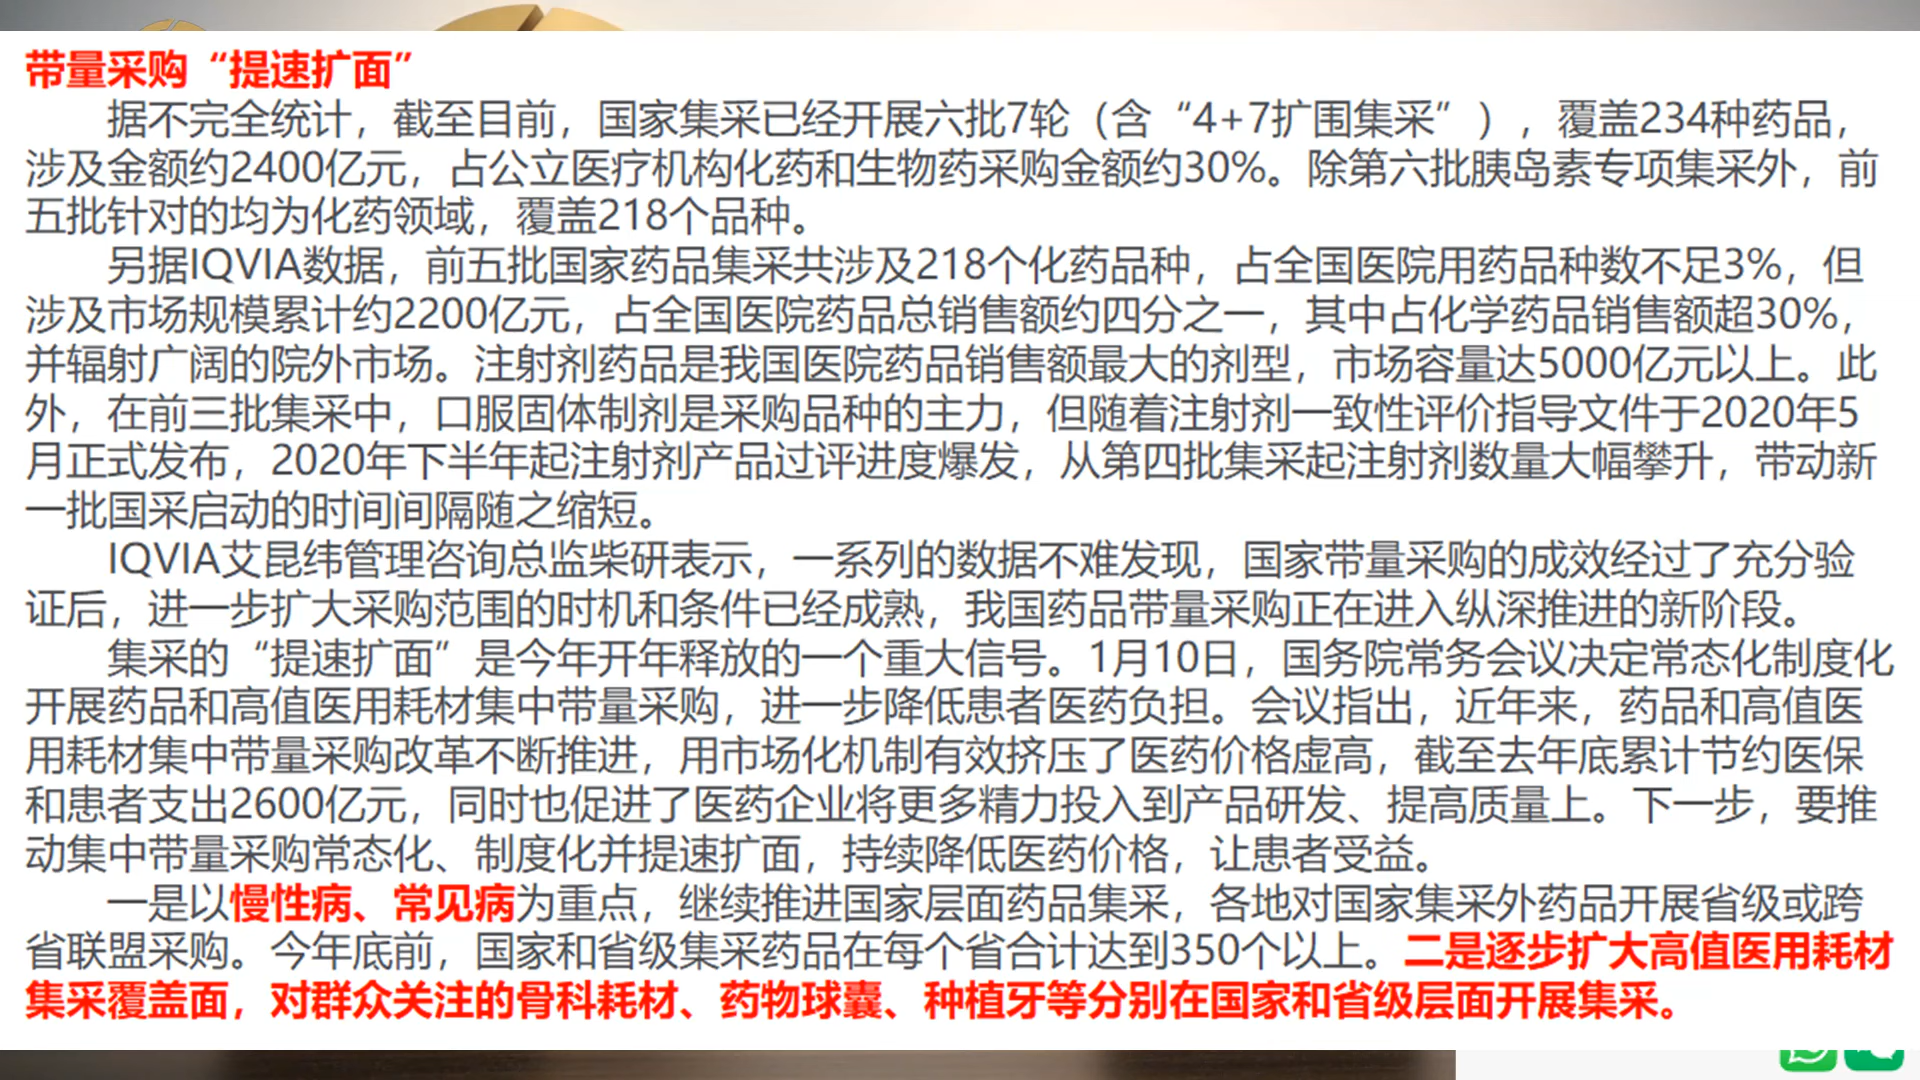 带量采购“提速扩面”
据不完全统计，截至目前，国家集采已经开展六批7轮（含“4+7扩围集采”），覆盖234种药品，
涉及金额约2400亿元，占公立医疗机构化药和生物药采购金额约30%。除第六批胰岛素专项集采外，前
五批针对的均为化药领域，覆盖218个品种。
另据IQVIA数据，前五批国家药品集采共涉及218个化药品种，占全国医院用药品种数不足3%，但
涉及市场规模累计约2200亿元，占全国医院药品总销售额约四分之一，其中占化学药品销售额超30%，
并辐射广阔的院外市场。注射剂药品是我国医院药品销售额最大的剂型，市场容量达5000亿元以上。此
外，在前三批集采中，口服固体制剂是采购品种的主力，但随着注射剂一致性评价指导文件于2020年5
月正式发布，2020年下半年起注射剂产品过评进度爆发，从第四批集采起注射剂数量大幅攀升，带动新
一批国采启动的时间间隔随之缩短。
IQVIA艾昆纬管理咨询总监柴研表示，一系列的数据不难发现，国家带量采购的成效经过了充分验
证后，进一步扩大采购范围的时机和条件已经成熟，我国药品带量采购正在进入纵深推进的新阶段。
集采的“提速扩面”是今年开年释放的一个重大信号。1月10日，国务院常务会议决定常态化制度化
开展药品和高值医用耗材集中带量采购，进一步降低患者医药负担。会议指出，近年来，药品和高值医
用耗材集中带量采购改革不断推进，用市场化机制有效挤压了医药价格虚高，截至去年底累计节约医保
和患者支出2600亿元，同时也促进了医药企业将更多精力投入到产品研发、提高质量上。下一步，要推
动集中带量采购常态化、制度化并提速扩面，持续降低医药价格，让患者受益。
一是以慢性病、常见病为重点，继续推进国家层面药品集采，各地对国家集采外药品开展省级或跨
省联盟采购。今年底前，国家和省级集采药品在每个省合计达到350个以上。二是逐步扩大高值医用耗材
集采覆盖面，对群众关注的骨科耗材、药物球囊、种植牙等分别在国家和省级层面开展集采。